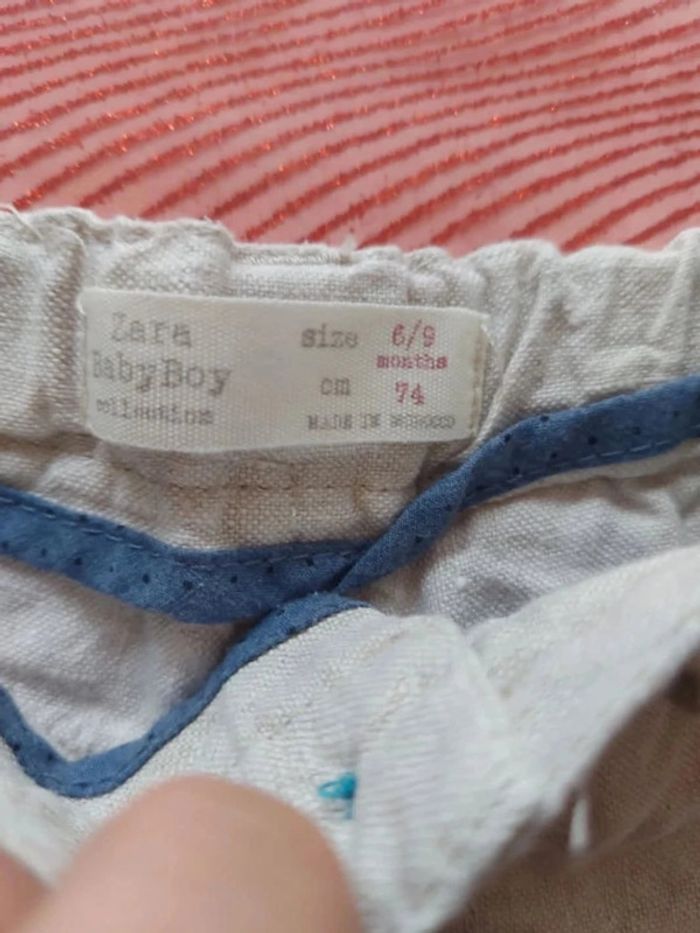 Zara
BabyBoy
collection
size 6/9
months
cm 74
MADE IN MOROCCO